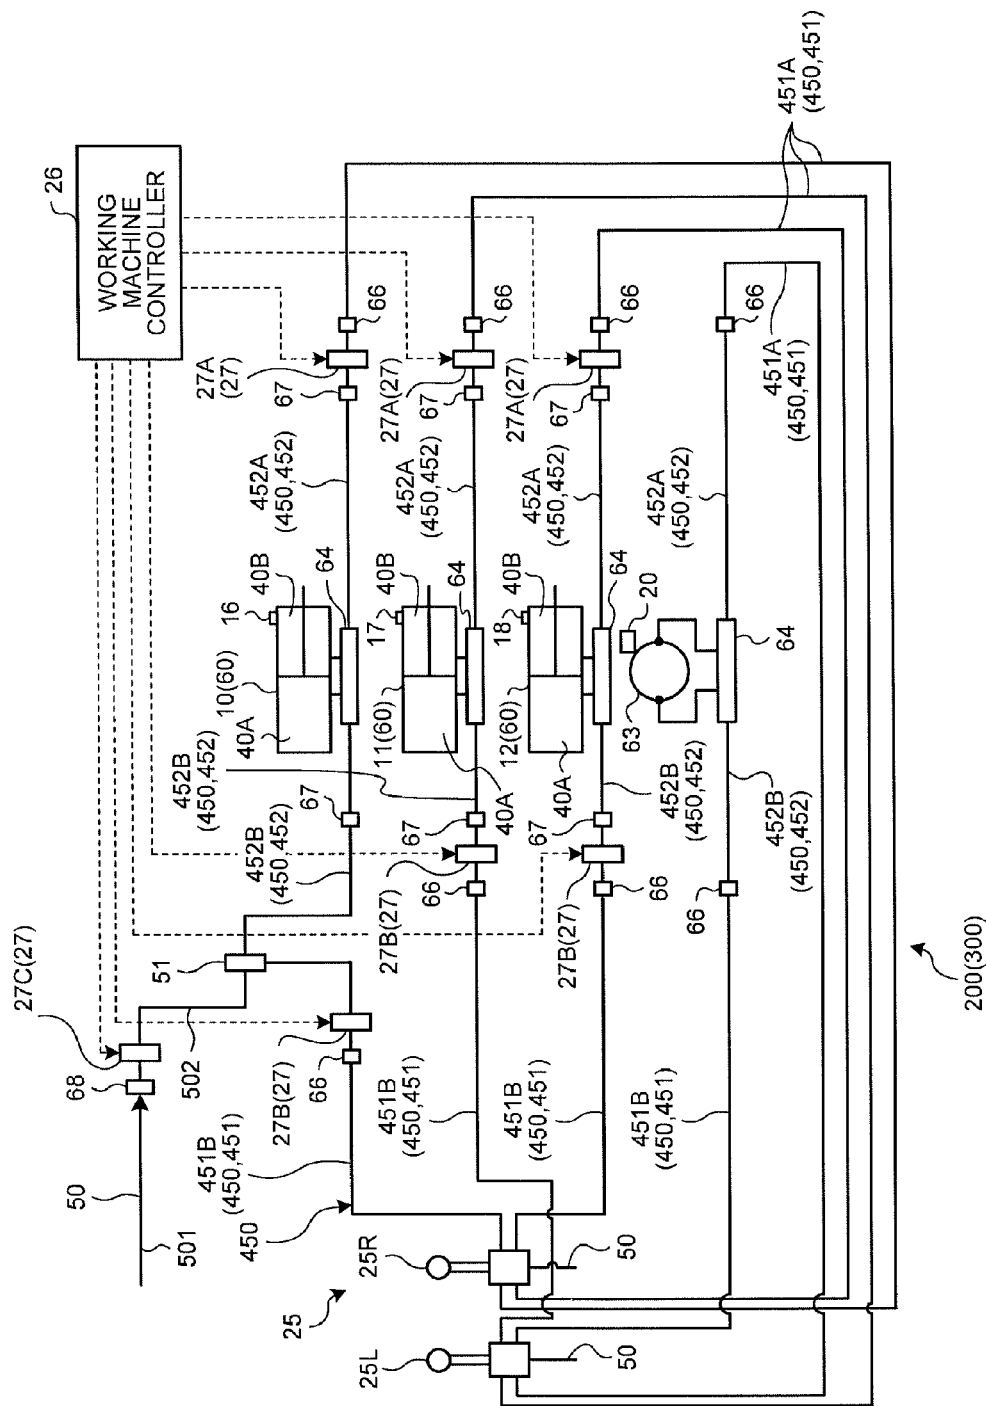 27C(27)
26
50
68
501
502
51
WORKING
MACHINE
CONTROLLER
451B
(450,451)
452B
(450,452)
452B
(450,452)
450
27B(27)
66
67
10(60)
40A
16
40B
64
452A
(450,452)
27A
(27)
67
66
25
25L
25R
50
50
451B
(450,451)
27B(27)
66
67
11(60)
40A
17
40B
64
452A
(450,452)
67
27A(27)
66
451B
(450,451)
27B(27)
66
67
12(60)
40A
18
40B
64
452A
(450,452)
67
27A(27)
66
451B
(450,451)
66
452B
(450,452)
452B
(450,452)
63
20
64
452A
(450,452)
66
451A
(450,451)
451A
(450,451)
200(300)